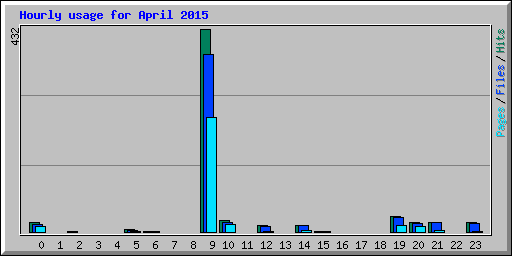 Hourly usage for April 2015
432
Pages/Files/Hits
0 1 2 3 4 5 6 7 8 9 10 11 12 13 14 15 16 17 18 19 20 21 22 23